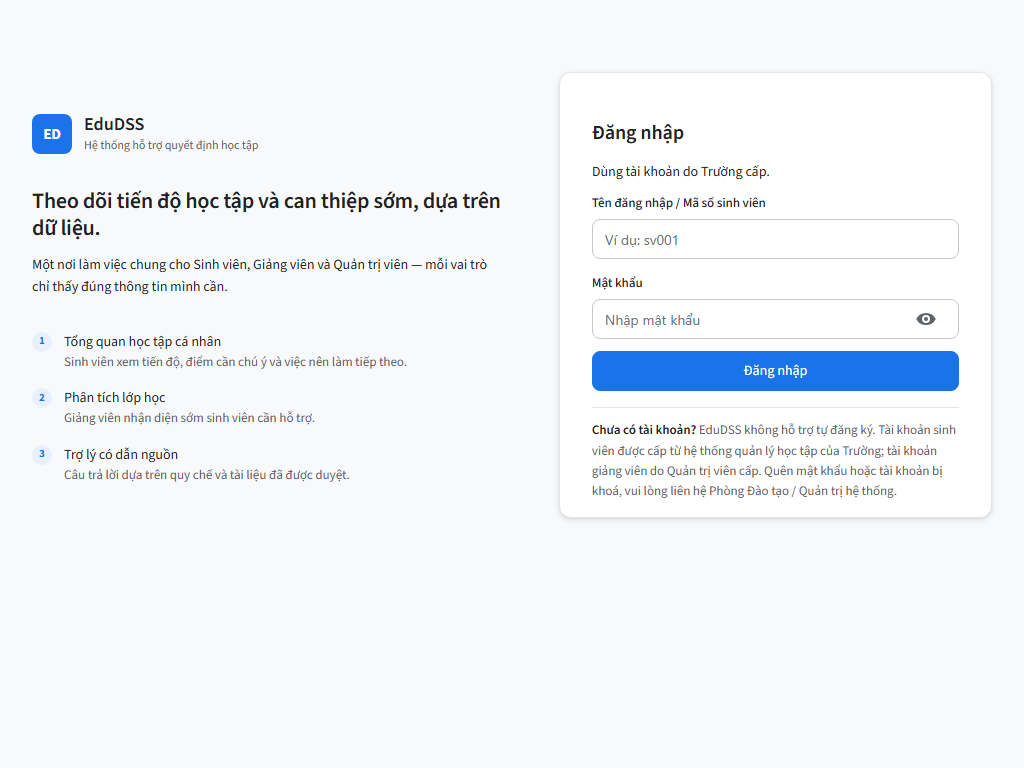 ED
EduDSS
Hệ thống hỗ trợ quyết định học tập
Theo dõi tiến độ học tập và can thiệp sớm, dựa trên
dữ liệu.
Một nơi làm việc chung cho Sinh viên, Giảng viên và Quản trị viên — mỗi vai trò
chỉ thấy đúng thông tin mình cần.
1
Tổng quan học tập cá nhân
Sinh viên xem tiến độ, điểm cần chú ý và việc nên làm tiếp theo.
2
Phân tích lớp học
Giảng viên nhận diện sớm sinh viên cần hỗ trợ.
3
Trợ lý có dẫn nguồn
Câu trả lời dựa trên quy chế và tài liệu đã được duyệt.
Đăng nhập
Dùng tài khoản do Trường cấp.
Tên đăng nhập / Mã số sinh viên
Ví dụ: sv001
Mật khẩu
Nhập mật khẩu
Đăng nhập
Chưa có tài khoản? EduDSS không hỗ trợ tự đăng ký. Tài khoản sinh
viên được cấp từ hệ thống quản lý học tập của Trường; tài khoản
giảng viên do Quản trị viên cấp. Quên mật khẩu hoặc tài khoản bị
khoá, vui lòng liên hệ Phòng Đào tạo / Quản trị hệ thống.